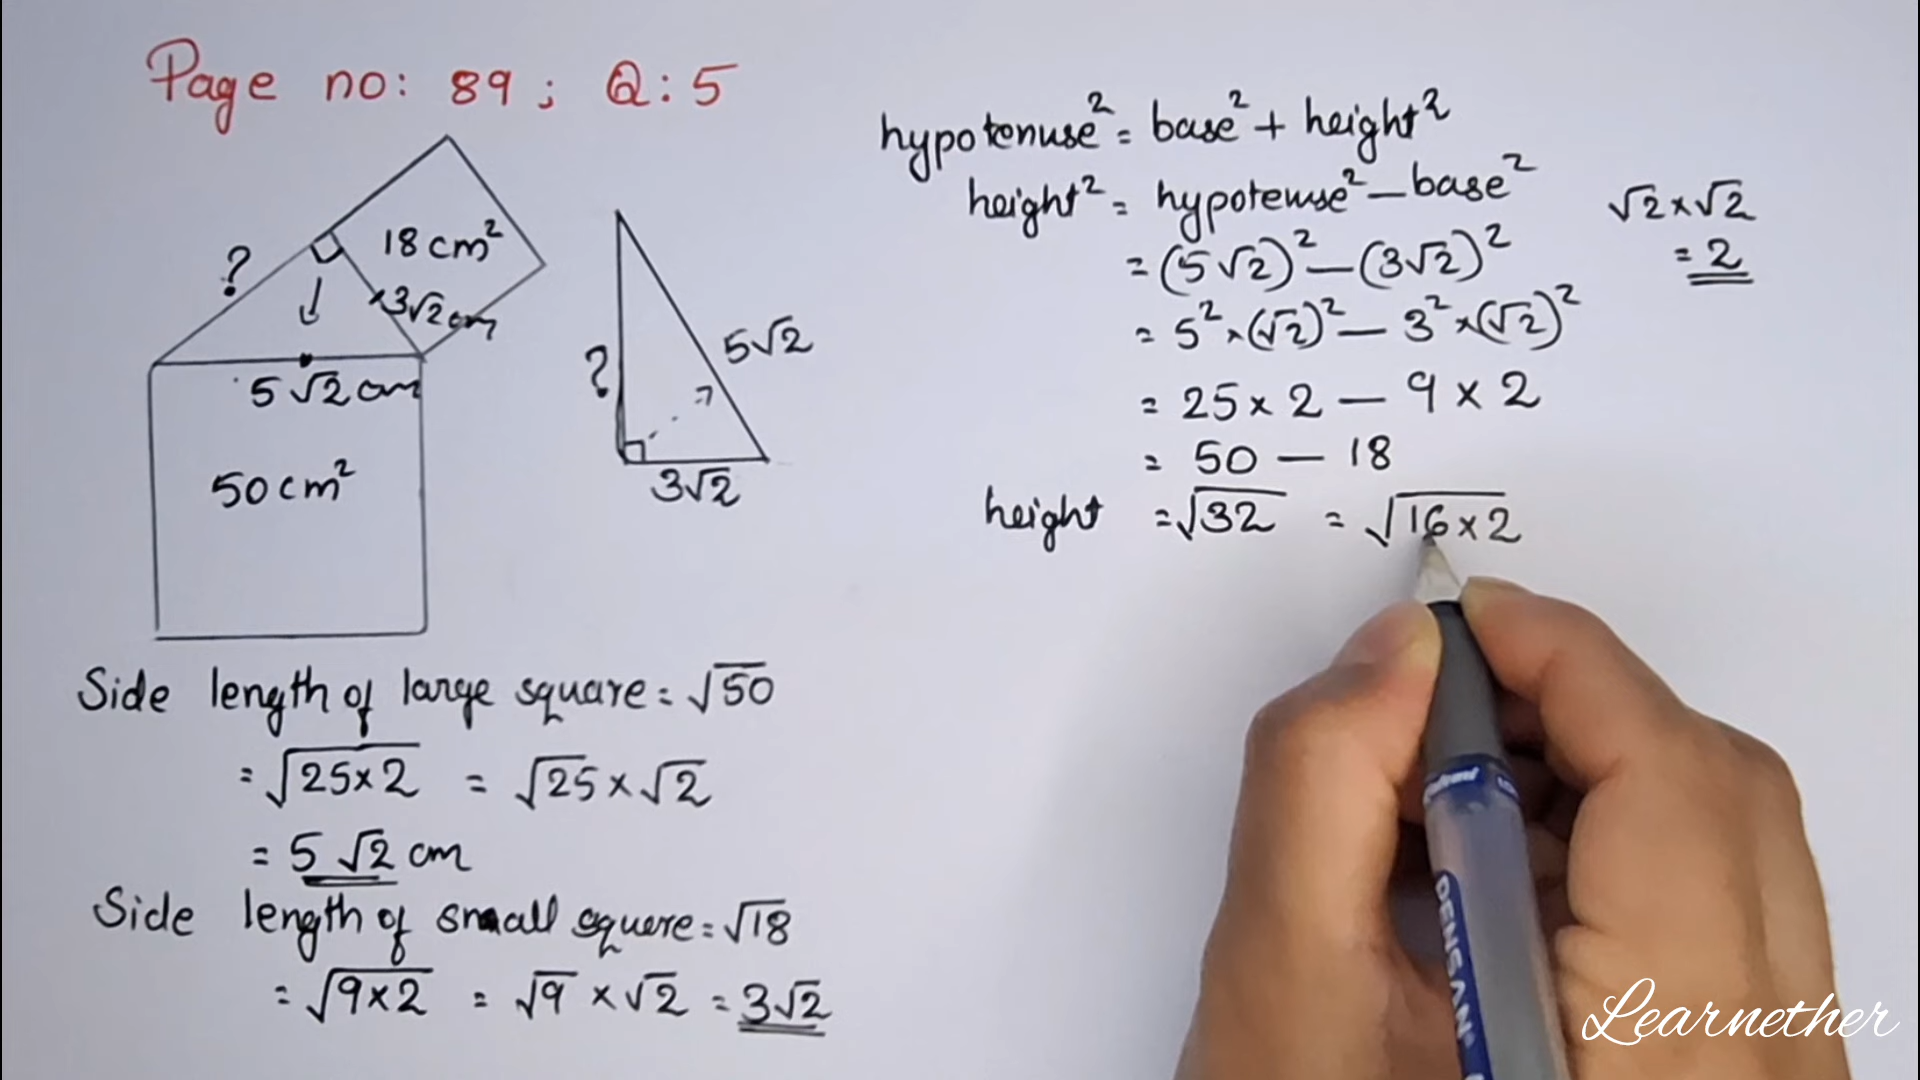 Page no: 89; Q:5
18 cm²
?
3√2 cm
5√2 cm
50 cm²
?
5√2
3√2
Side length of large square = √50
= √25×2 = √25 × √2
= 5√2 cm
Side length of small square = √18
= √9×2 = √9 × √2 = 3√2
hypotenuse² = base² + height²
height² = hypotenuse² – base²
= (5√2)² – (3√2)²
= 5² × (√2)² – 3² × (√2)²
= 25 × 2 – 9 × 2
= 50 – 18
height = √32 = √16×2
√2 × √2
= 2
DENSAN
Learnether